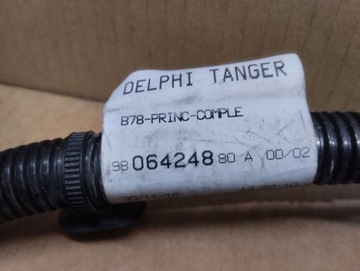 DELPHI TANGER
B78-PRINC-COMPLE
98 064248 80 A 00/02